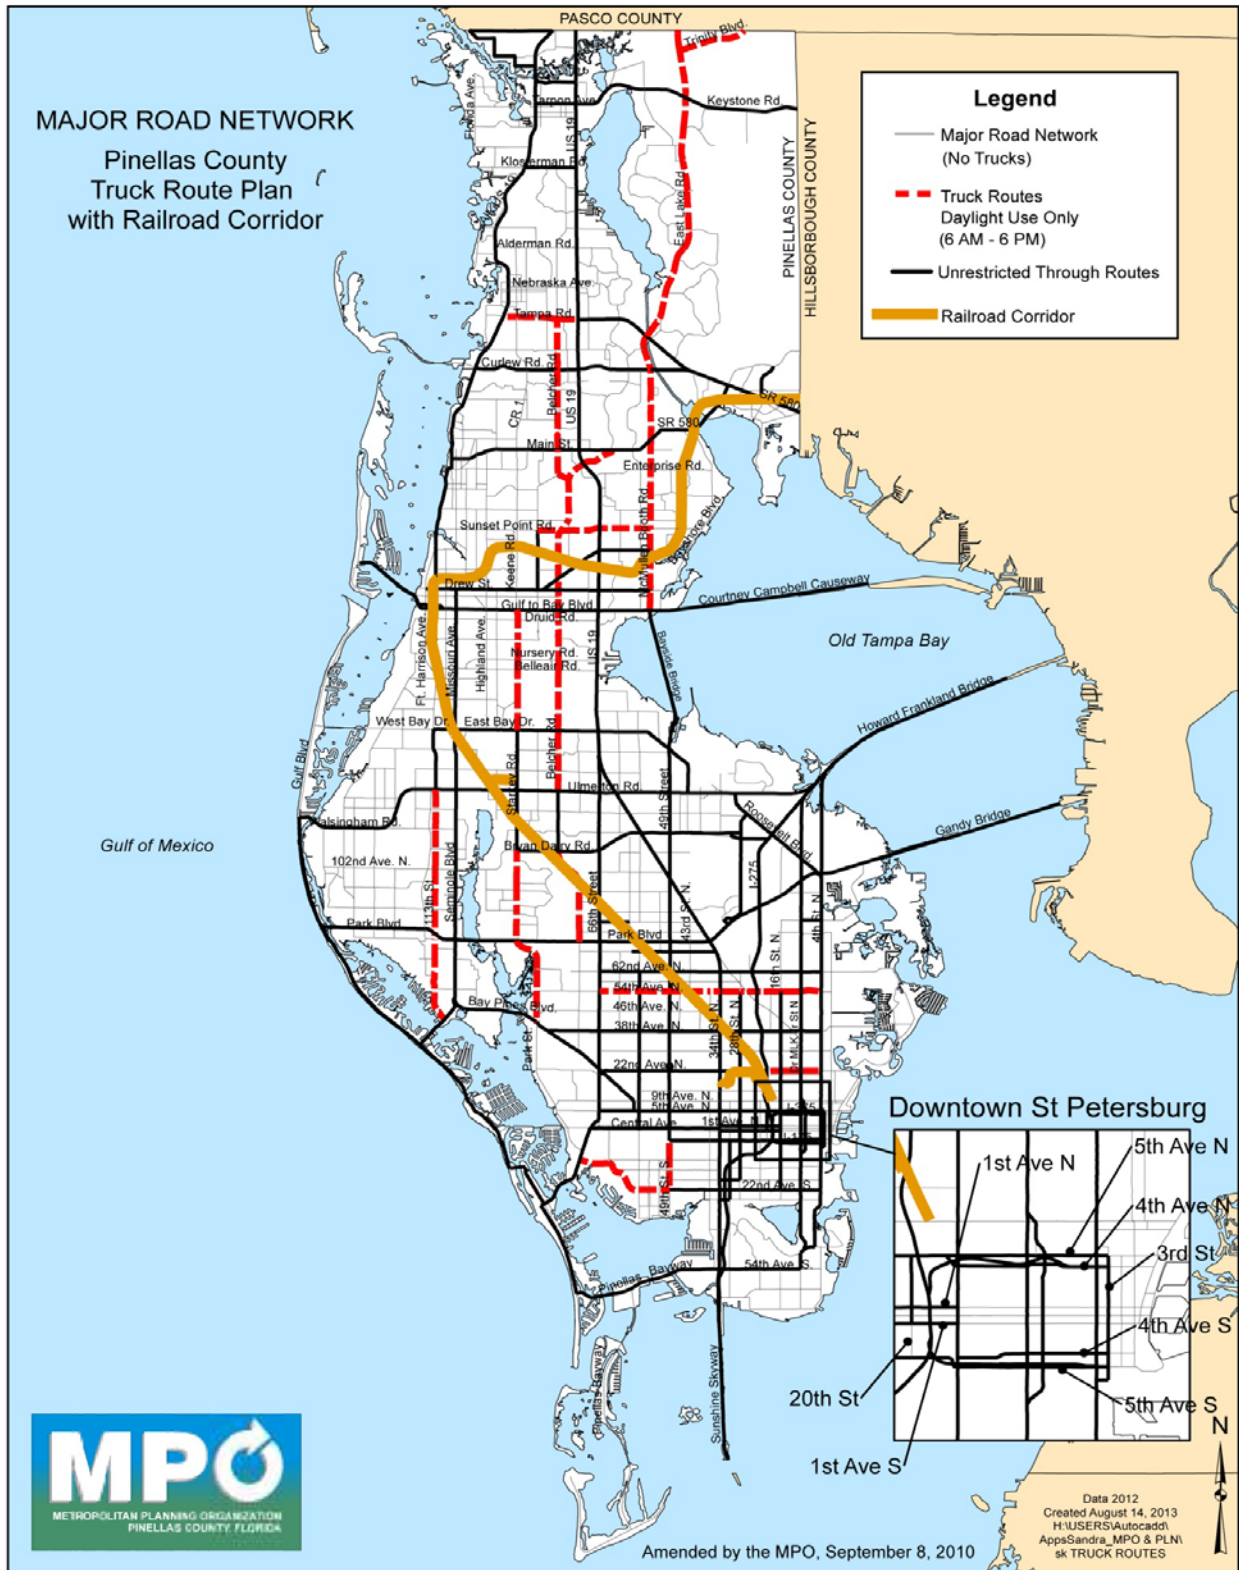 PASCO COUNTY
MAJOR ROAD NETWORK
Pinellas County
Truck Route Plan
with Railroad Corridor
Legend
Major Road Network
(No Trucks)
Truck Routes
Daylight Use Only
(6 AM - 6 PM)
Unrestricted Through Routes
Railroad Corridor
PINELLAS COUNTY
HILLSBOROUGH COUNTY
Trinity Blvd.
Keystone Rd.
Tarpon Ave.
Florida Ave.
US 19
Klosterman Rd.
East Lake Rd.
Alderman Rd.
Nebraska Ave.
Tampa Rd.
Curlew Rd.
Belcher Rd.
US 19
CR 1
SR 580
SR 580
Main St.
Enterprise Rd.
McMullen Booth Rd.
Sunset Point Rd.
Keene Rd.
Drew St.
Gulf to Bay Blvd.
Druid Rd.
Courtney Campbell Causeway
Old Tampa Bay
Bayside Bridge
US 19
Nursery Rd.
Belleair Rd.
Ft. Harrison Ave.
Missouri Ave.
Highland Ave.
West Bay Dr.
East Bay Dr.
Belcher Rd.
Starkey Rd.
Ulmerton Rd.
49th Street
Howard Frankland Bridge
Gandy Bridge
Roosevelt Blvd.
Gulf Blvd.
Walsingham Rd.
Gulf of Mexico
102nd Ave. N.
Bryan Dairy Rd.
I-275
113th St.
Seminole Blvd
66th Street
43rd St. N.
4th St. N.
Park Blvd
Park Blvd
62nd Ave. N.
16th St. N.
54th Ave. N.
46th Ave. N.
38th Ave. N.
Bay Pines Blvd.
Park St.
34th St. N
28th St. N
Dr MLK Jr St N
22nd Ave. N
9th Ave. N.
5th Ave. N.
Central Ave
1st Ave. N
I-275
I-175
49th St. S.
22nd Ave. S.
54th Ave. S.
Pinellas Bayway
Pinellas Bayway
Sunshine Skyway
Downtown St Petersburg
1st Ave N
5th Ave N
4th Ave N
3rd St
4th Ave S
5th Ave S
20th St
1st Ave S
N
MPO
METROPOLITAN PLANNING ORGANIZATION
PINELLAS COUNTY, FLORIDA
Amended by the MPO, September 8, 2010
Data 2012
Created August 14, 2013
H:\USERS\Autocadd\
AppsSandra_MPO & PLN\
sk TRUCK ROUTES